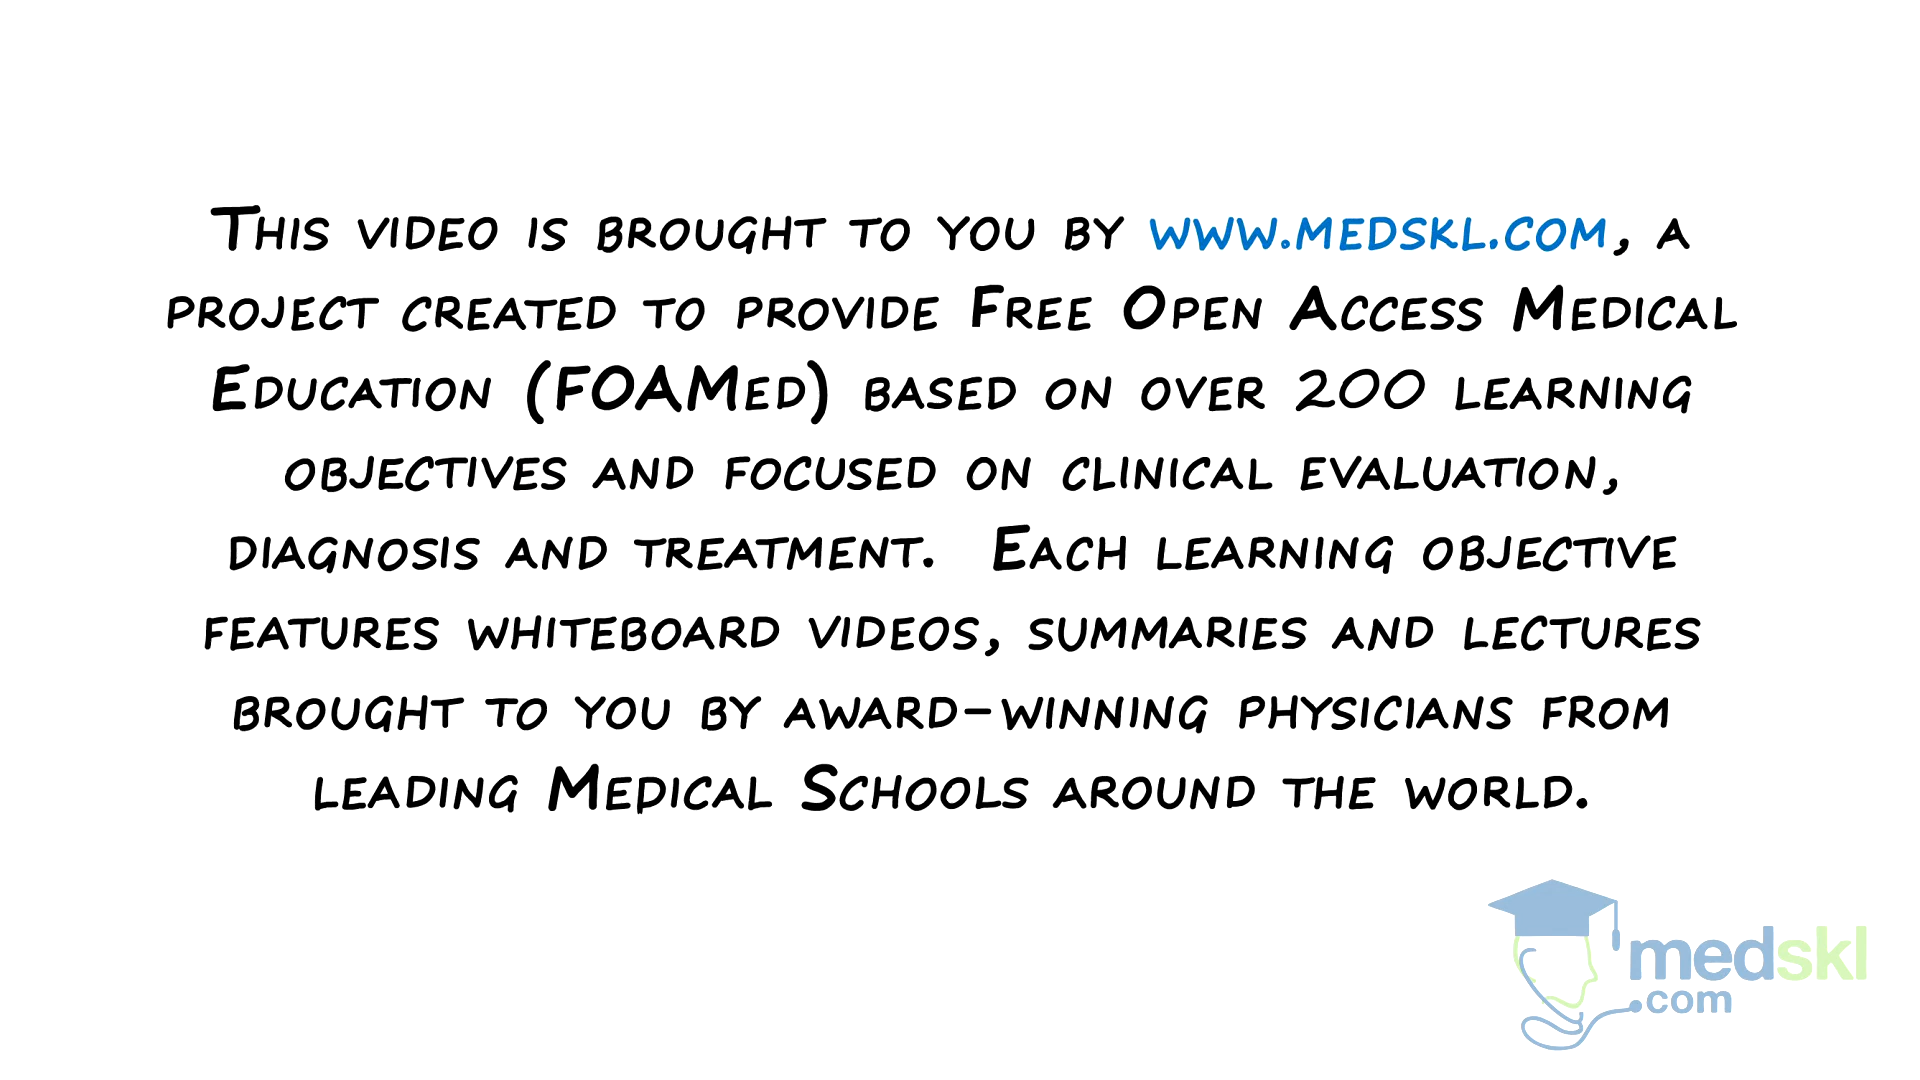 This video is brought to you by www.medskl.com, a
project created to provide Free Open Access Medical
Education (FOAMed) based on over 200 learning
objectives and focused on clinical evaluation,
diagnosis and treatment.  Each learning objective
features whiteboard videos, summaries and lectures
brought to you by award-winning physicians from
leading Medical Schools around the world.
medskl
.com